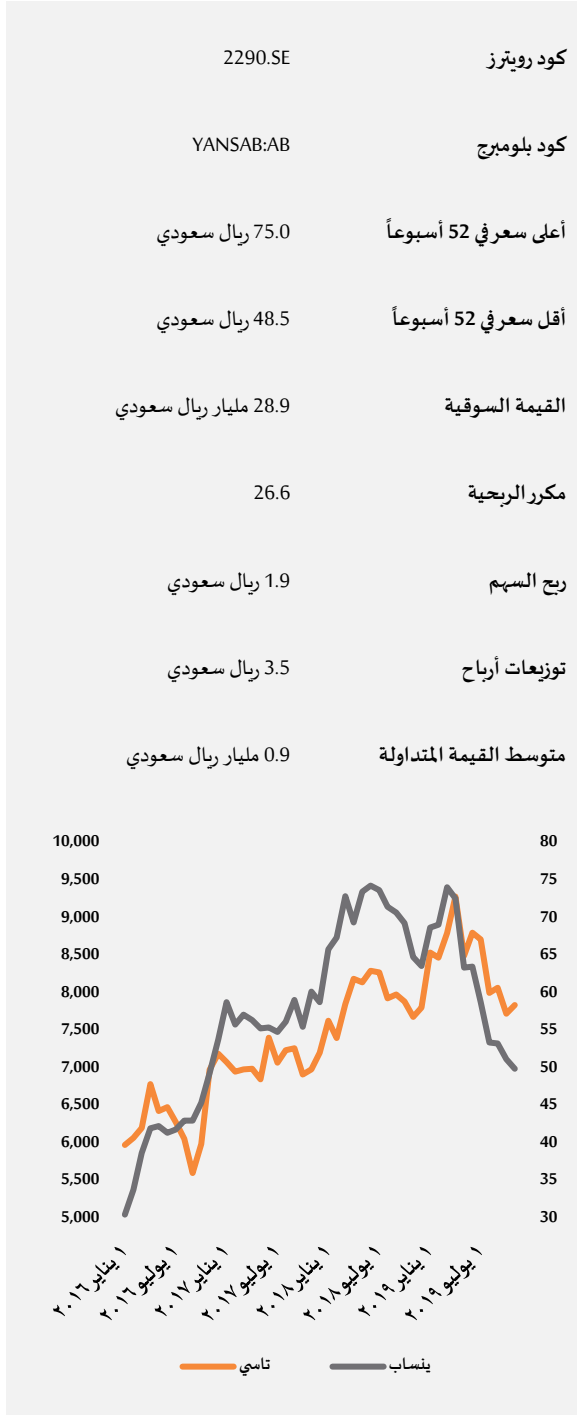 كود رويترز 2290.SE
كود بلومبرج YANSAB:AB
أعلى سعر في 52 أسبوعاً 75.0 ريال سعودي
أقل سعر في 52 أسبوعاً 48.5 ريال سعودي
القيمة السوقية 28.9 مليار ريال سعودي
مكرر الربحية 26.6
ربح السهم 1.9 ريال سعودي
توزيعات أرباح 3.5 ريال سعودي
متوسط القيمة المتداولة 0.9 مليار ريال سعودي
10,000 80
9,500 75
9,000 70
8,500 65
8,000 60
7,500 55
7,000 50
6,500 45
6,000 40
5,500 35
5,000 30
١ يناير ٢٠١٦
١ يوليو ٢٠١٦
١ يناير ٢٠١٧
١ يوليو ٢٠١٧
١ يناير ٢٠١٨
١ يوليو ٢٠١٨
١ يناير ٢٠١٩
١ يوليو ٢٠١٩
ينساب تاسي